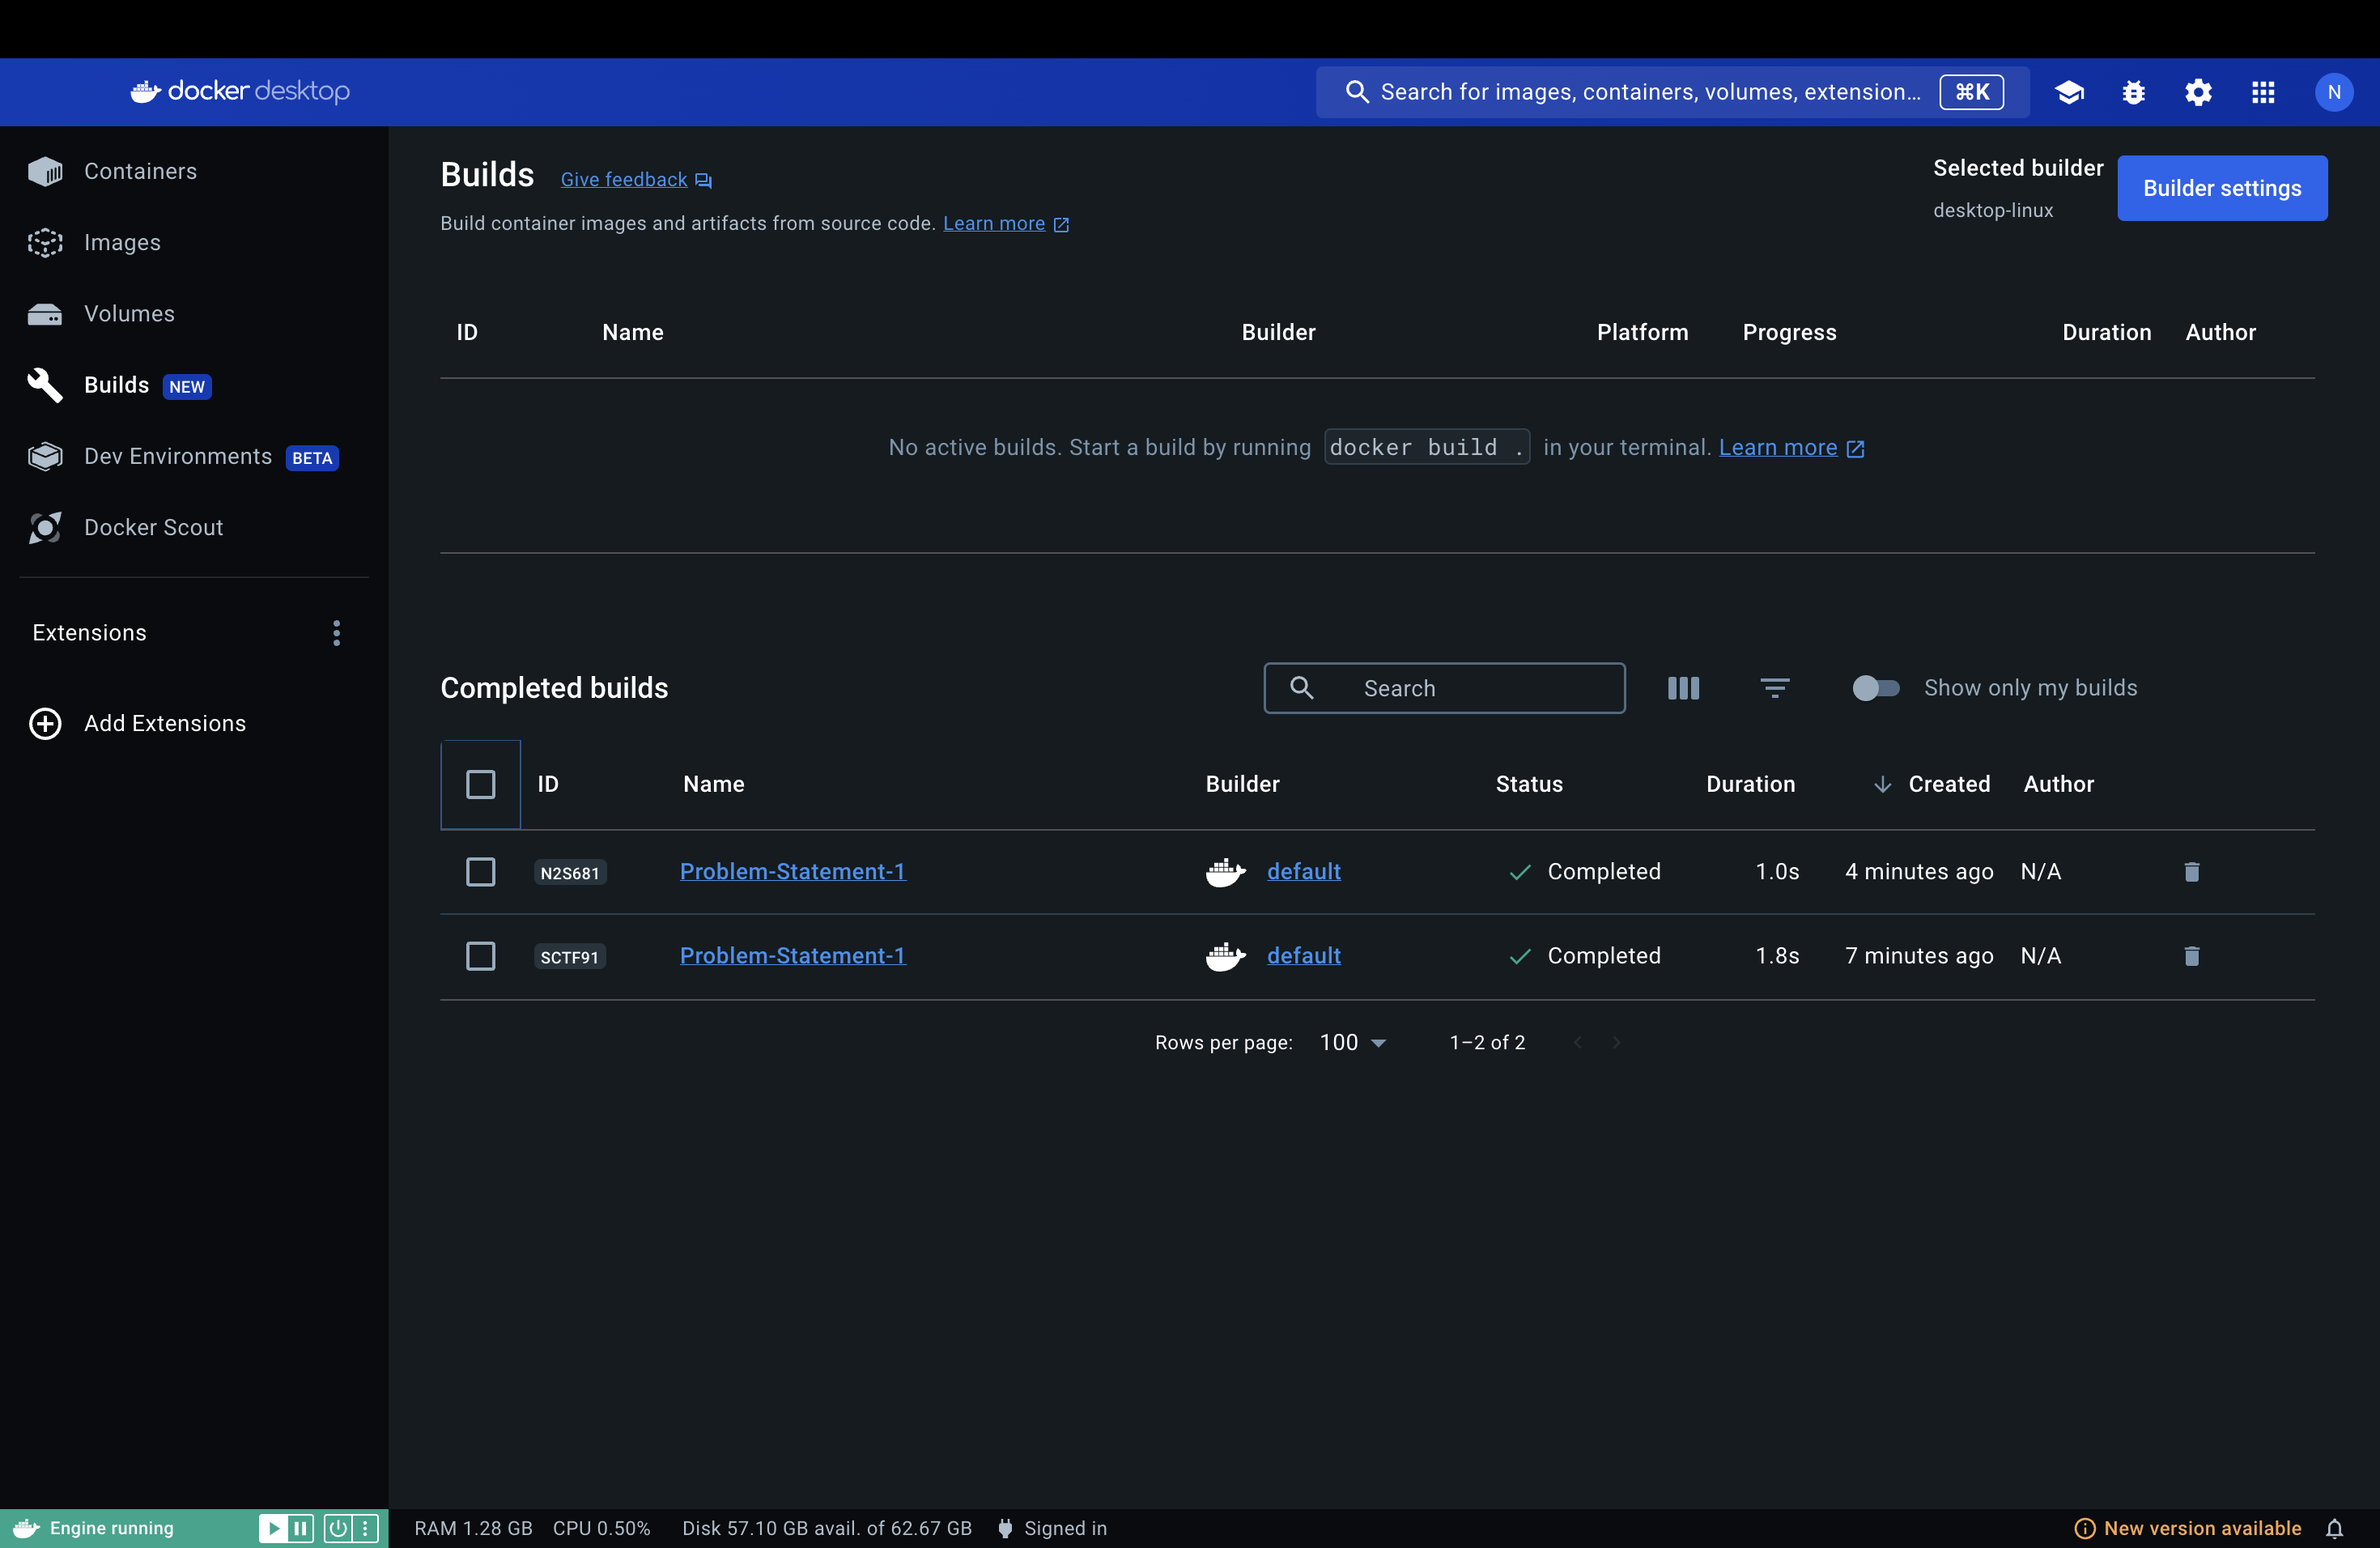 docker desktop
Search for images, containers, volumes, extension... ⌘K
N
Containers
Images
Volumes
Builds NEW
Dev Environments BETA
Docker Scout
Extensions
Add Extensions
Builds Give feedback
Build container images and artifacts from source code. Learn more
Selected builder
desktop-linux
Builder settings
ID Name Builder Platform Progress Duration Author
No active builds. Start a build by running docker build . in your terminal. Learn more
Completed builds
Search
Show only my builds
ID Name Builder Status Duration Created Author
N2S681 Problem-Statement-1 default Completed 1.0s 4 minutes ago N/A
SCTF91 Problem-Statement-1 default Completed 1.8s 7 minutes ago N/A
Rows per page: 100 1–2 of 2
Engine running
RAM 1.28 GB CPU 0.50% Disk 57.10 GB avail. of 62.67 GB Signed in
New version available